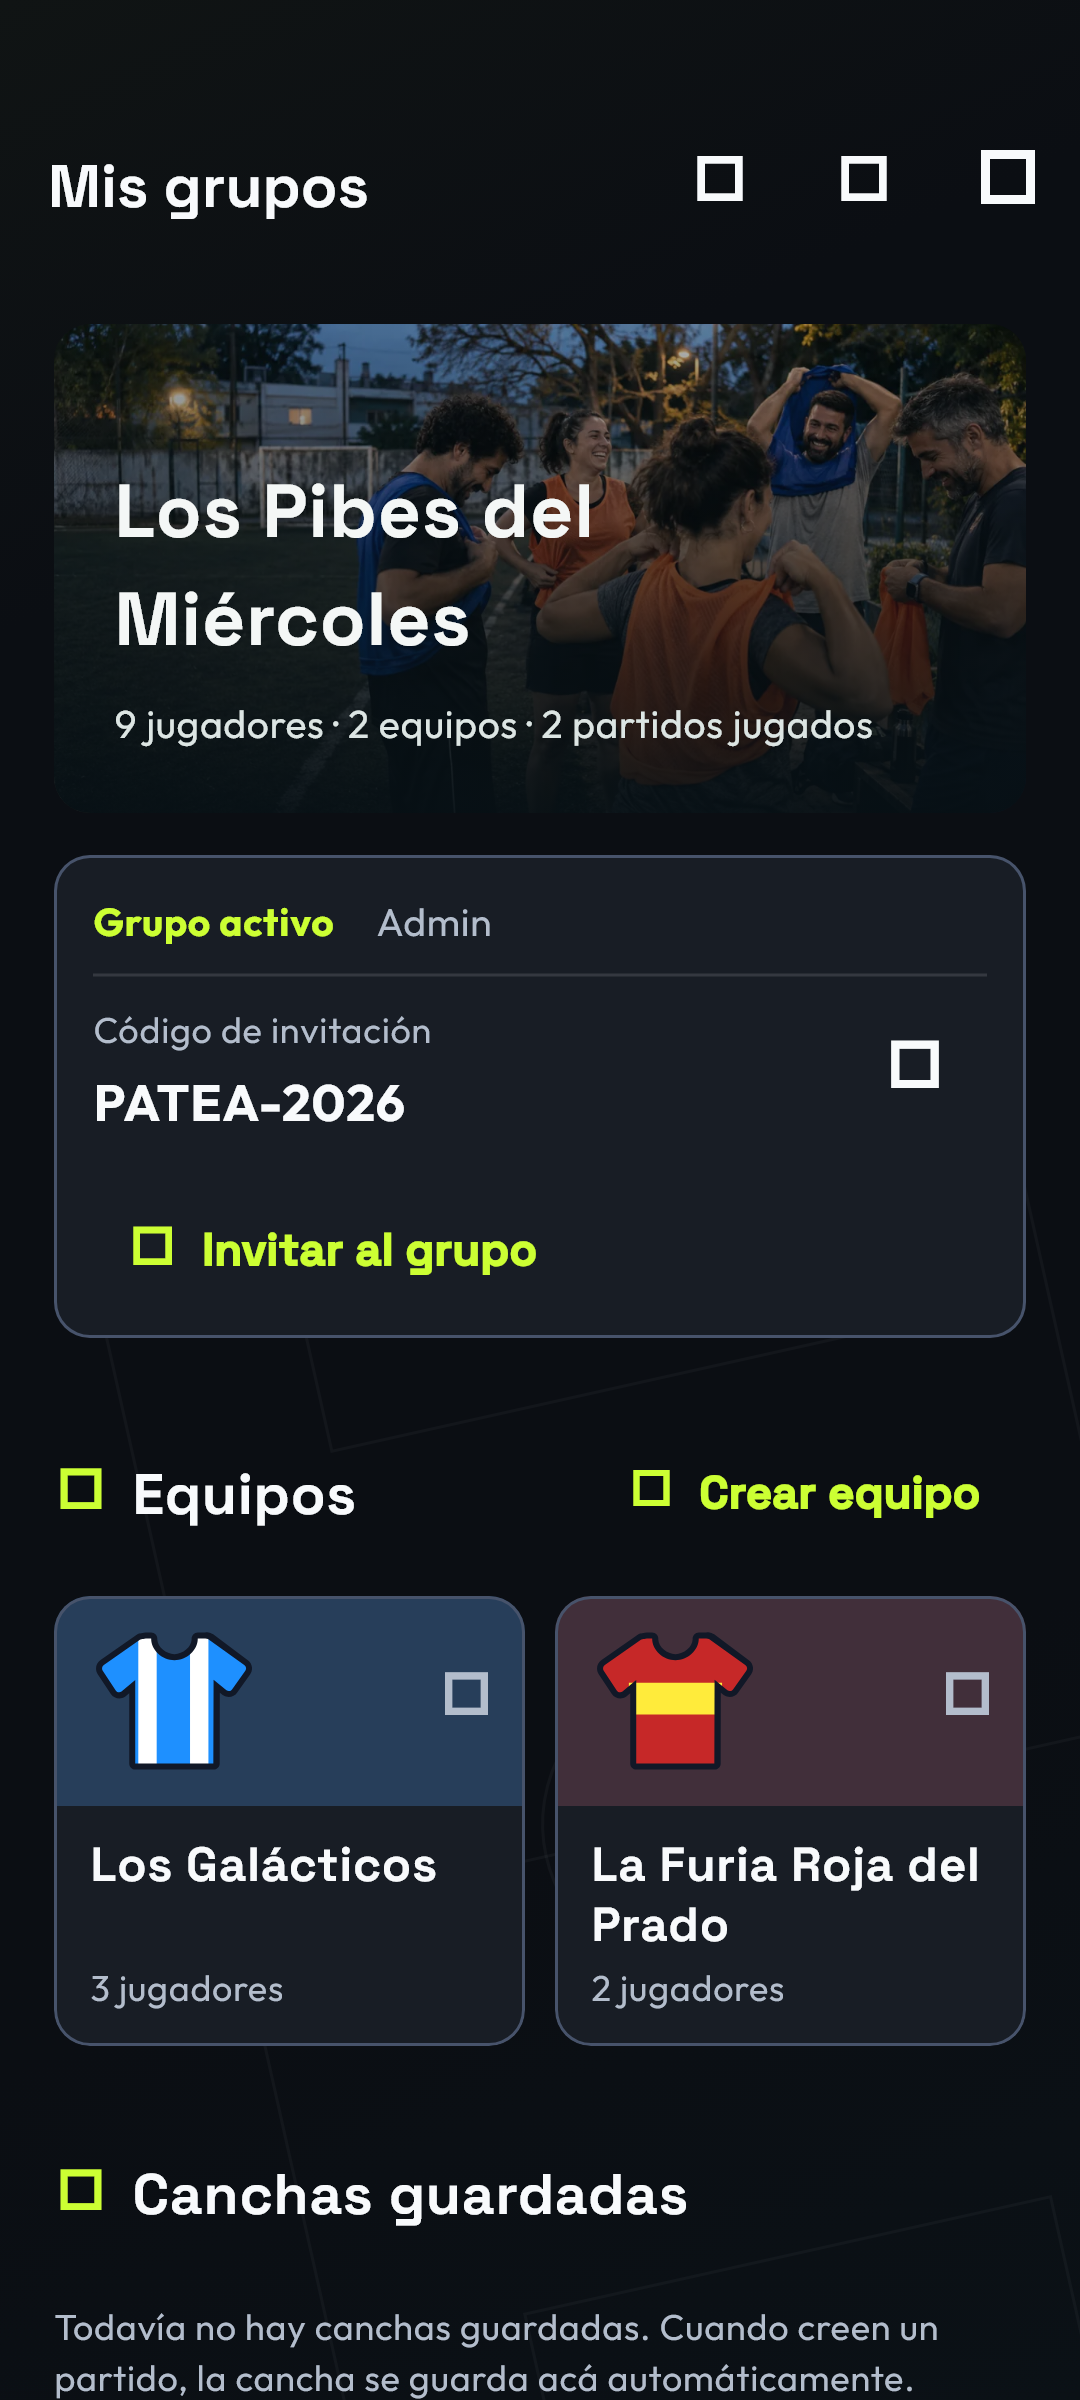 Mis grupos
Los Pibes del
Miércoles
9 jugadores · 2 equipos · 2 partidos jugados
Grupo activo Admin
Código de invitación
PATEA-2026
Invitar al grupo
Equipos
Crear equipo
Los Galácticos
3 jugadores
La Furia Roja del
Prado
2 jugadores
Canchas guardadas
Todavía no hay canchas guardadas. Cuando creen un
partido, la cancha se guarda acá automáticamente.